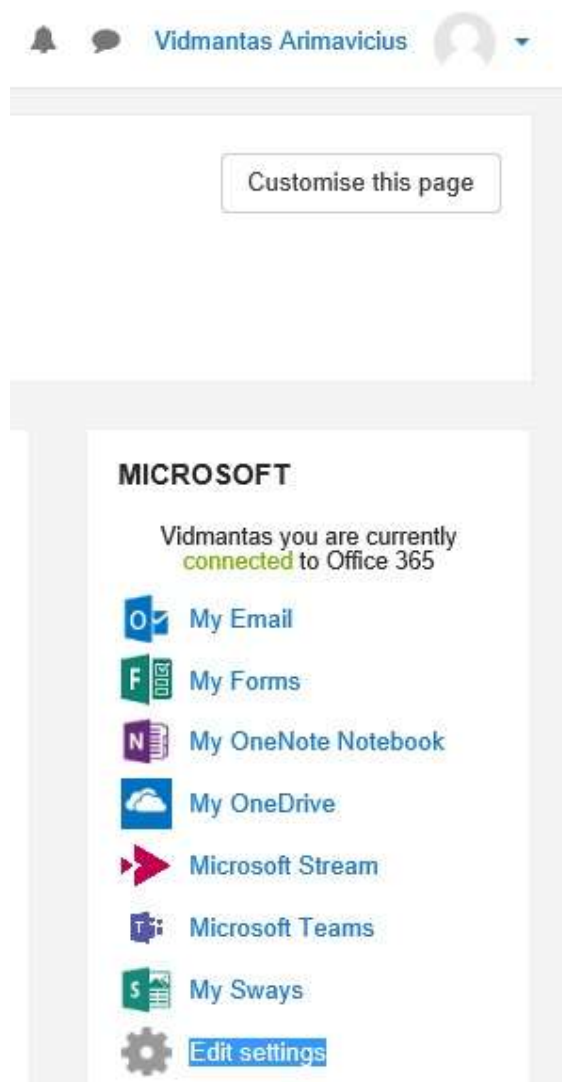 Vidmantas Arimavicius
Customise this page
MICROSOFT
Vidmantas you are currently
connected to Office 365
My Email
My Forms
My OneNote Notebook
My OneDrive
Microsoft Stream
Microsoft Teams
My Sways
Edit settings